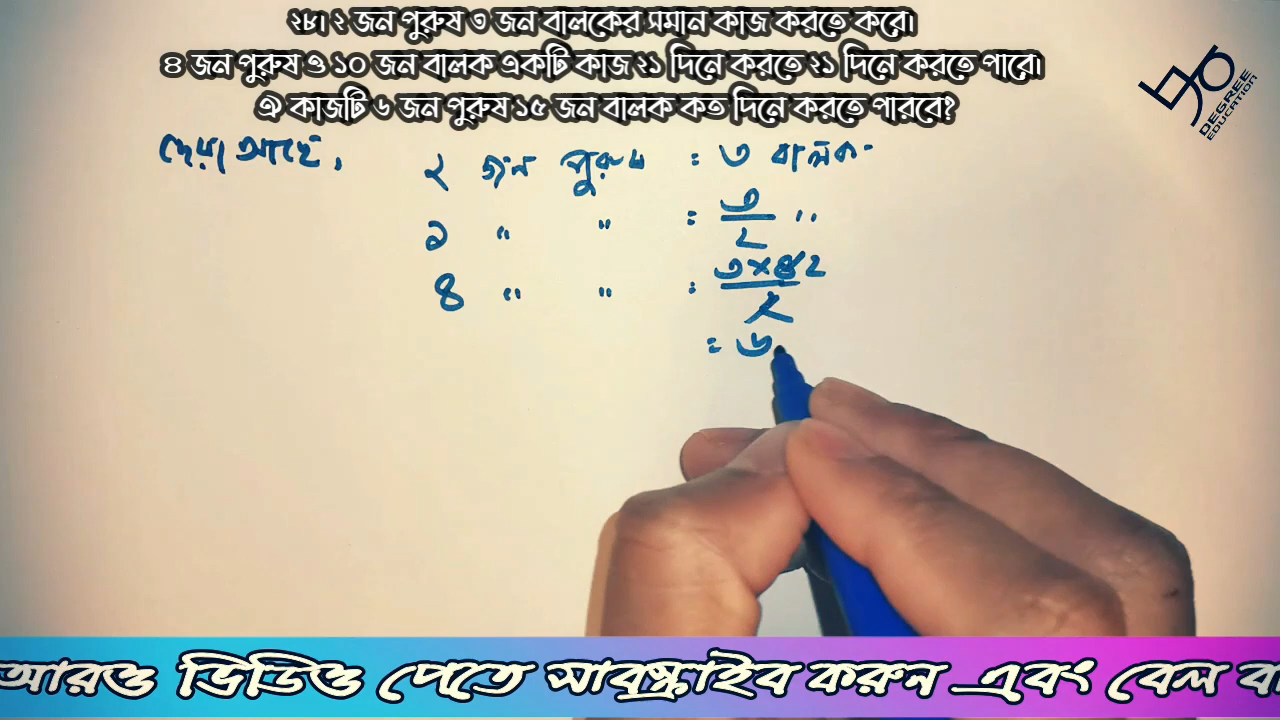 ২৮। ২ জন পুরুষ ৩ জন বালকের সমান কাজ করতে করে।
৪ জন পুরুষ ও ১০ জন বালক একটি কাজ ২১ দিনে করতে ২১ দিনে করতে পারে।
ঐ কাজটি ৬ জন পুরুষ ১৫ জন বালক কত দিনে করতে পারবে?
১০
DEGREE
EDUCATION
দেয়া আছে,
২ জন পুরুষ : ৩ বালক
১ " " : ৩/২ "
৪ " " : ৩×৪ ২/২
= ৬
আরও ভিডিও পেতে সাবস্ক্রাইব করুন এবং বেল বা